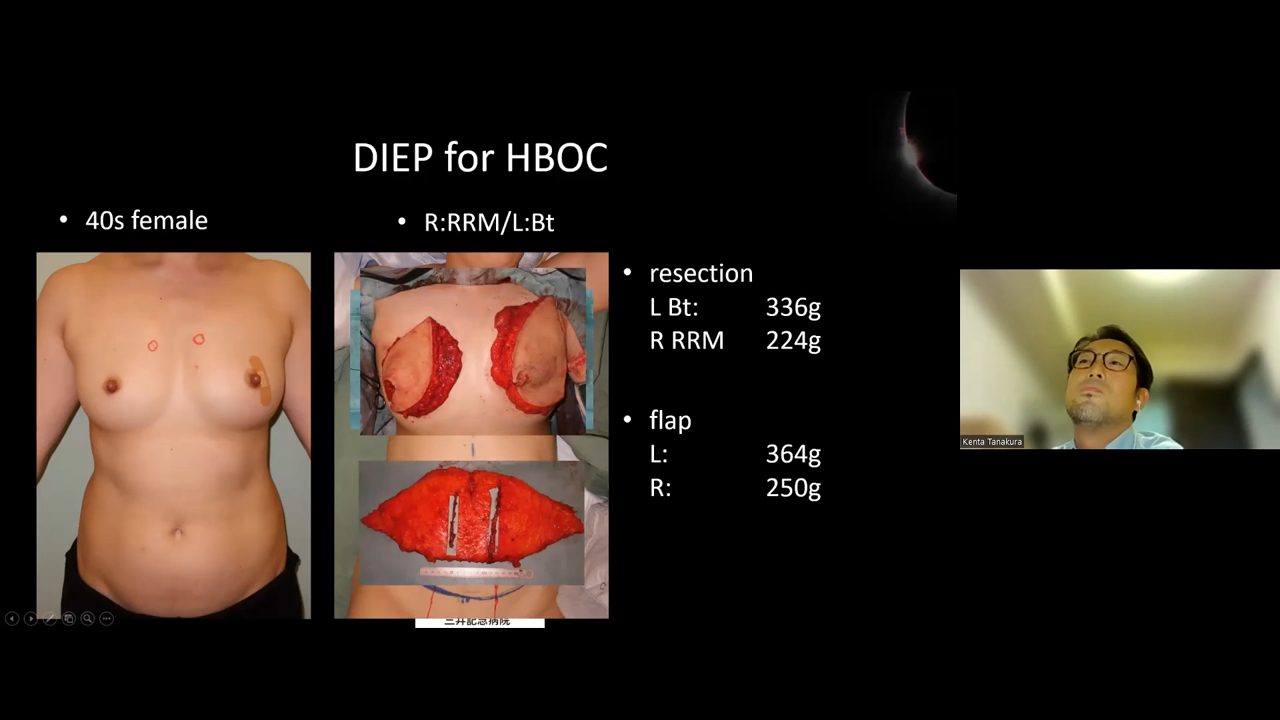 DIEP for HBOC
• 40s female
• R:RRM/L:Bt
• resection
L Bt: 336g
R RRM 224g
• flap
L: 364g
R: 250g
三井記念病院
Kenta Tanakura